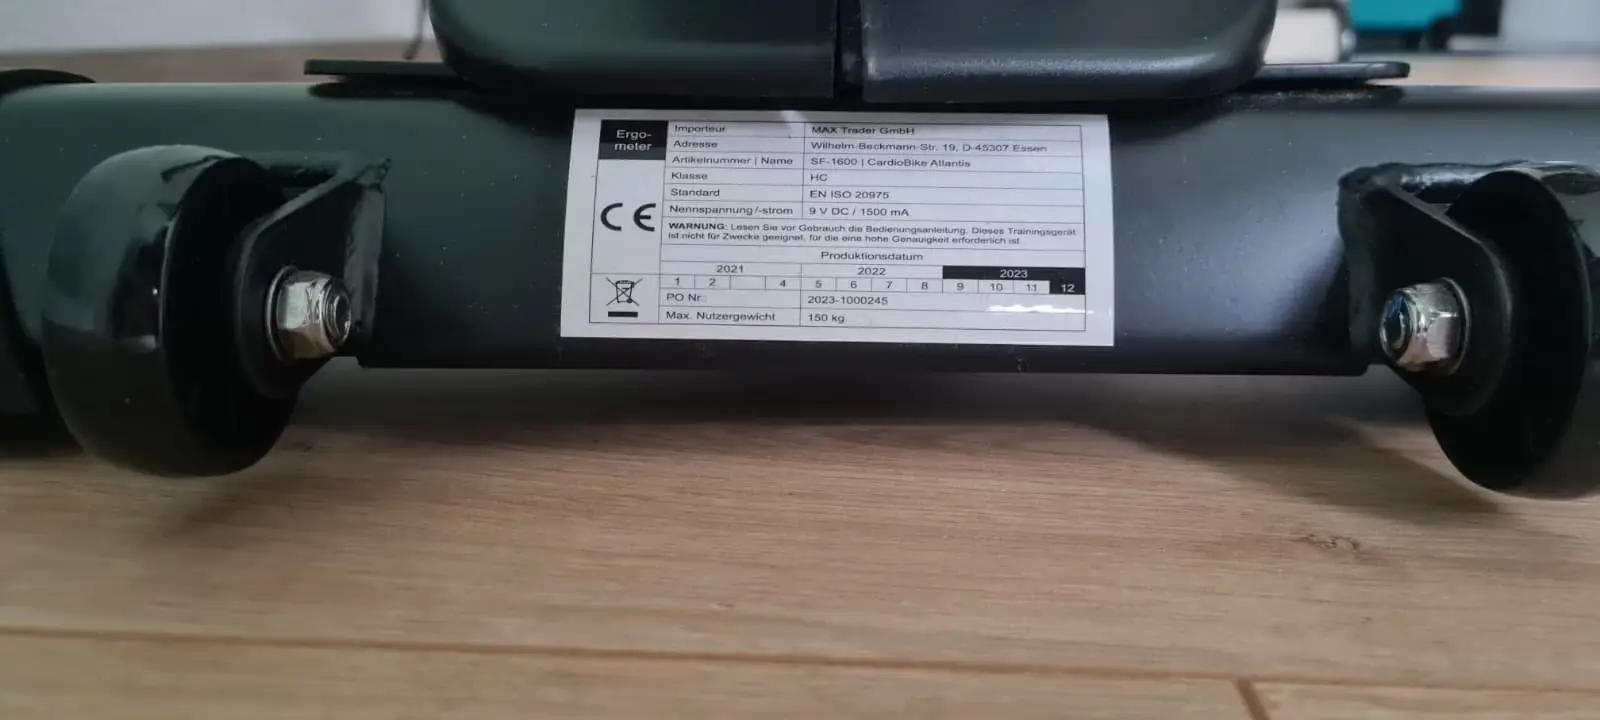 Ergo-
meter
Importeur MAX Trader GmbH
Adresse Wilhelm-Beckmann-Str. 19, D-45307 Essen
Artikelnummer | Name SF-1600 | CardioBike Atlantis
Klasse HC
Standard EN ISO 20975
Nennspannung/-strom 9 V DC / 1500 mA
CE
WARNUNG: Lesen Sie vor Gebrauch die Bedienungsanleitung. Dieses Trainingsgerät
ist nicht für Zwecke geeignet, für die eine hohe Genauigkeit erforderlich ist
Produktionsdatum
2021 2022 2023
1 2 4 5 6 7 8 9 10 11 12
PO Nr. 2023-1000245
Max. Nutzergewicht 150 kg